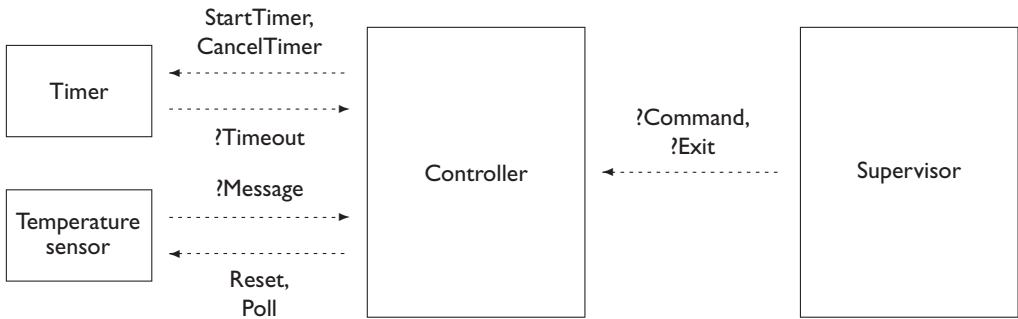 StartTimer,
CancelTimer
Timer
?Timeout
?Message
Temperature
sensor
Reset,
Poll
Controller
?Command,
?Exit
Supervisor